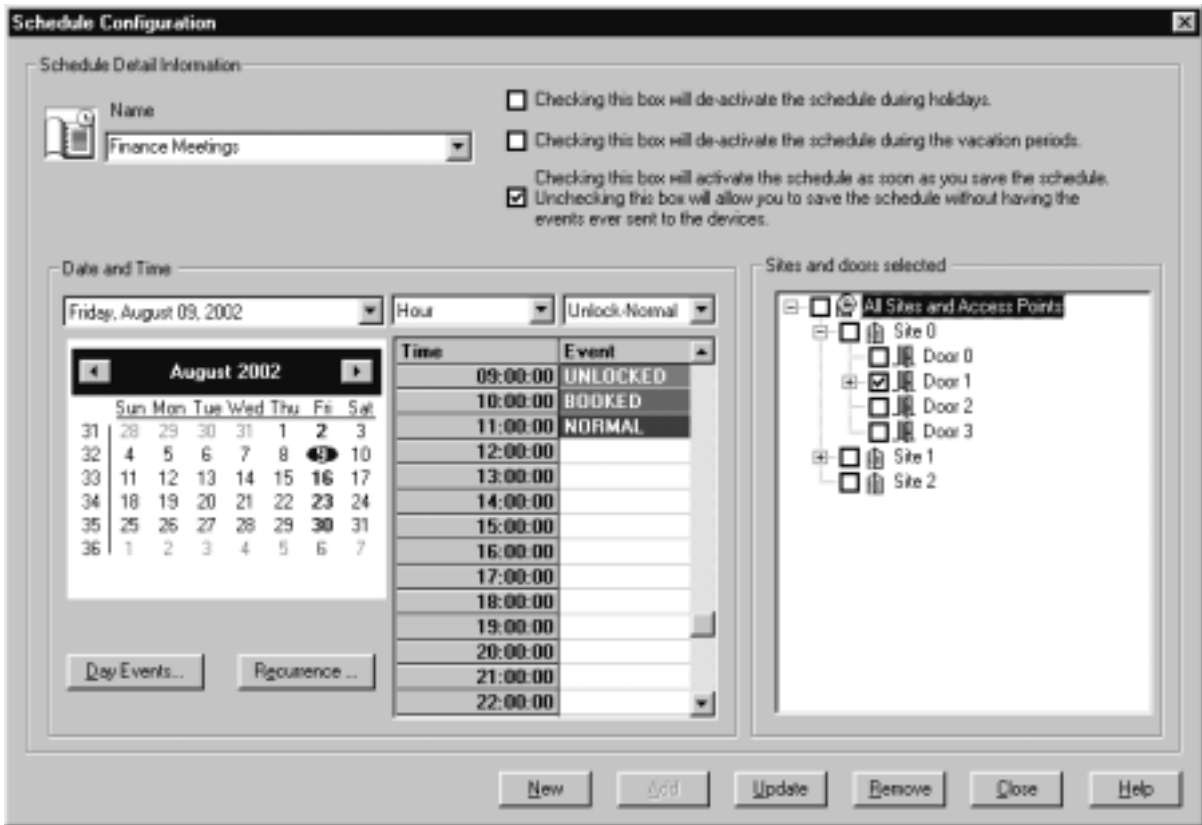 Schedule Configuration
Schedule Detail Information
Name
Finance Meetings
Checking this box will de-activate the schedule during holidays.
Checking this box will de-activate the schedule during the vacation periods.
Checking this box will activate the schedule as soon as you save the schedule.
Unchecking this box will allow you to save the schedule without having the
events ever sent to the devices.
Date and Time
Friday, August 09, 2002
Hour
Unlock-Normal
August 2002
Sun Mon Tue Wed Thu Fri Sat
31 28 29 30 31 1 2 3
32 4 5 6 7 8 9 10
33 11 12 13 14 15 16 17
34 18 19 20 21 22 23 24
35 25 26 27 28 29 30 31
36 1 2 3 4 5 6 7
Day Events...
Recurrence ...
Time Event
09:00:00 UNLOCKED
10:00:00 BOOKED
11:00:00 NORMAL
12:00:00
13:00:00
14:00:00
15:00:00
16:00:00
17:00:00
18:00:00
19:00:00
20:00:00
21:00:00
22:00:00
Sites and doors selected
All Sites and Access Points
Site 0
Door 0
Door 1
Door 2
Door 3
Site 1
Site 2
New
Add
Update
Remove
Close
Help